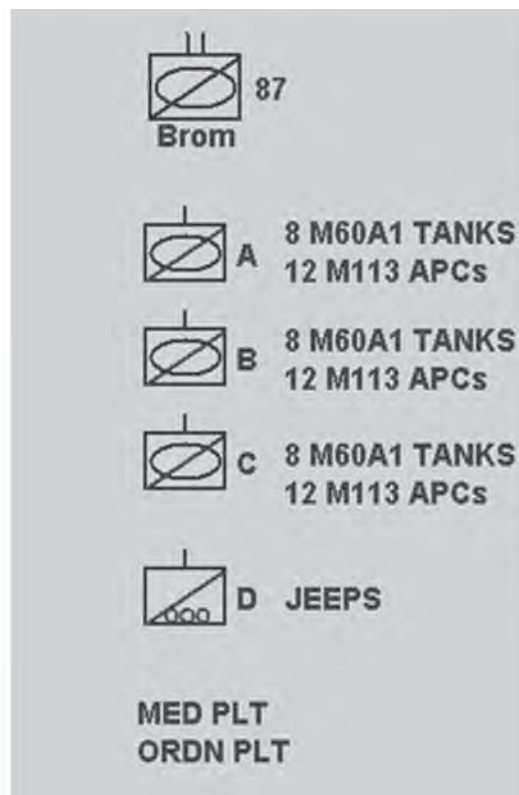 87
Brom
A 8 M60A1 TANKS
12 M113 APCs
B 8 M60A1 TANKS
12 M113 APCs
C 8 M60A1 TANKS
12 M113 APCs
D JEEPS
MED PLT
ORDN PLT